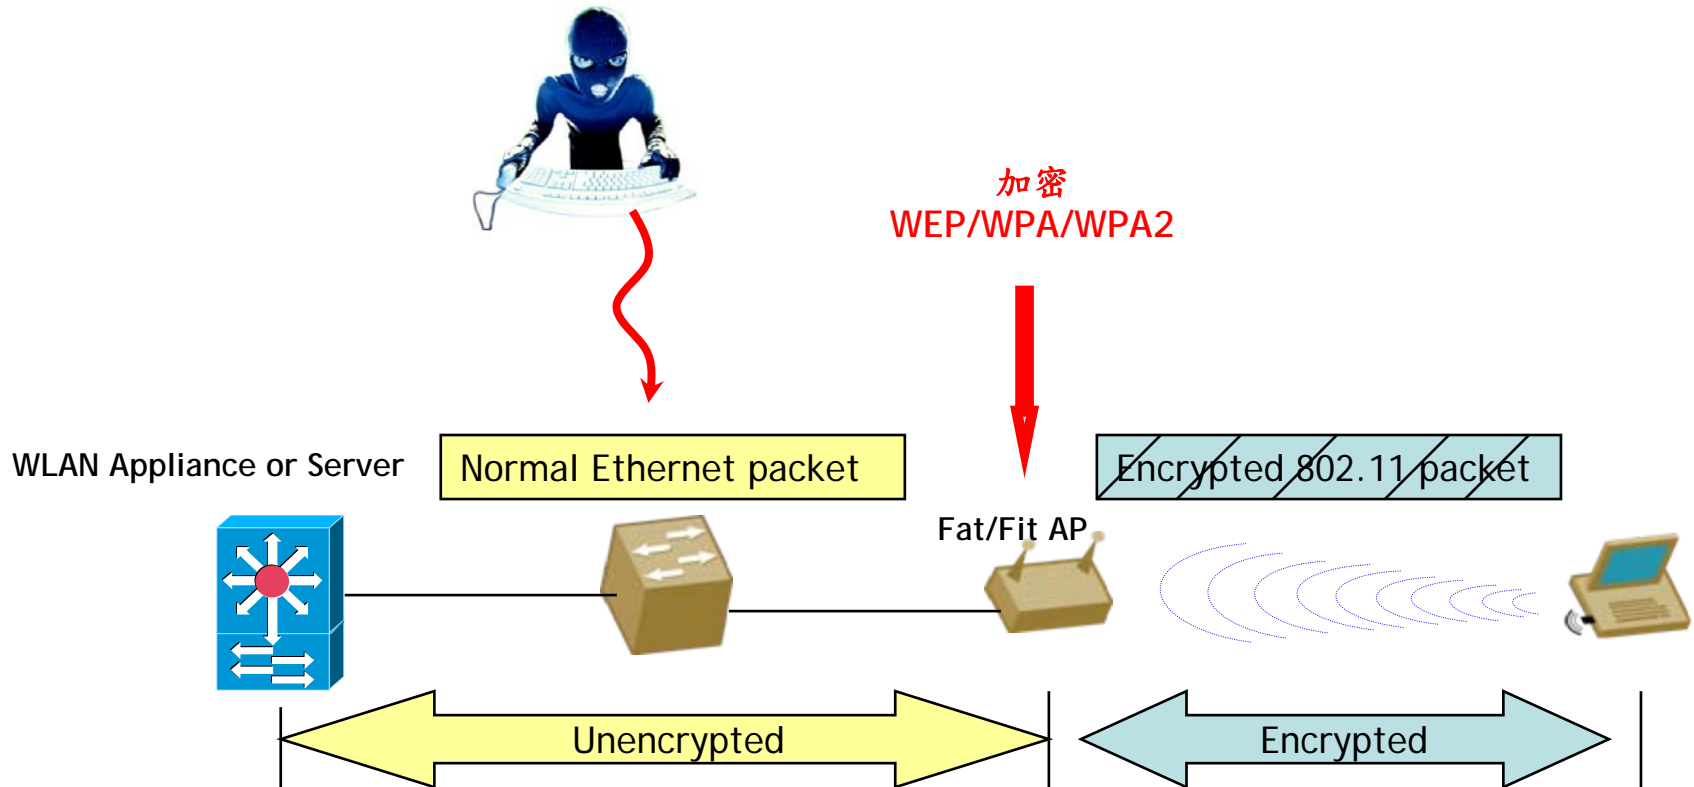 加密
WEP/WPA/WPA2
WLAN Appliance or Server
Normal Ethernet packet
Encrypted 802.11 packet
Fat/Fit AP
Unencrypted
Encrypted